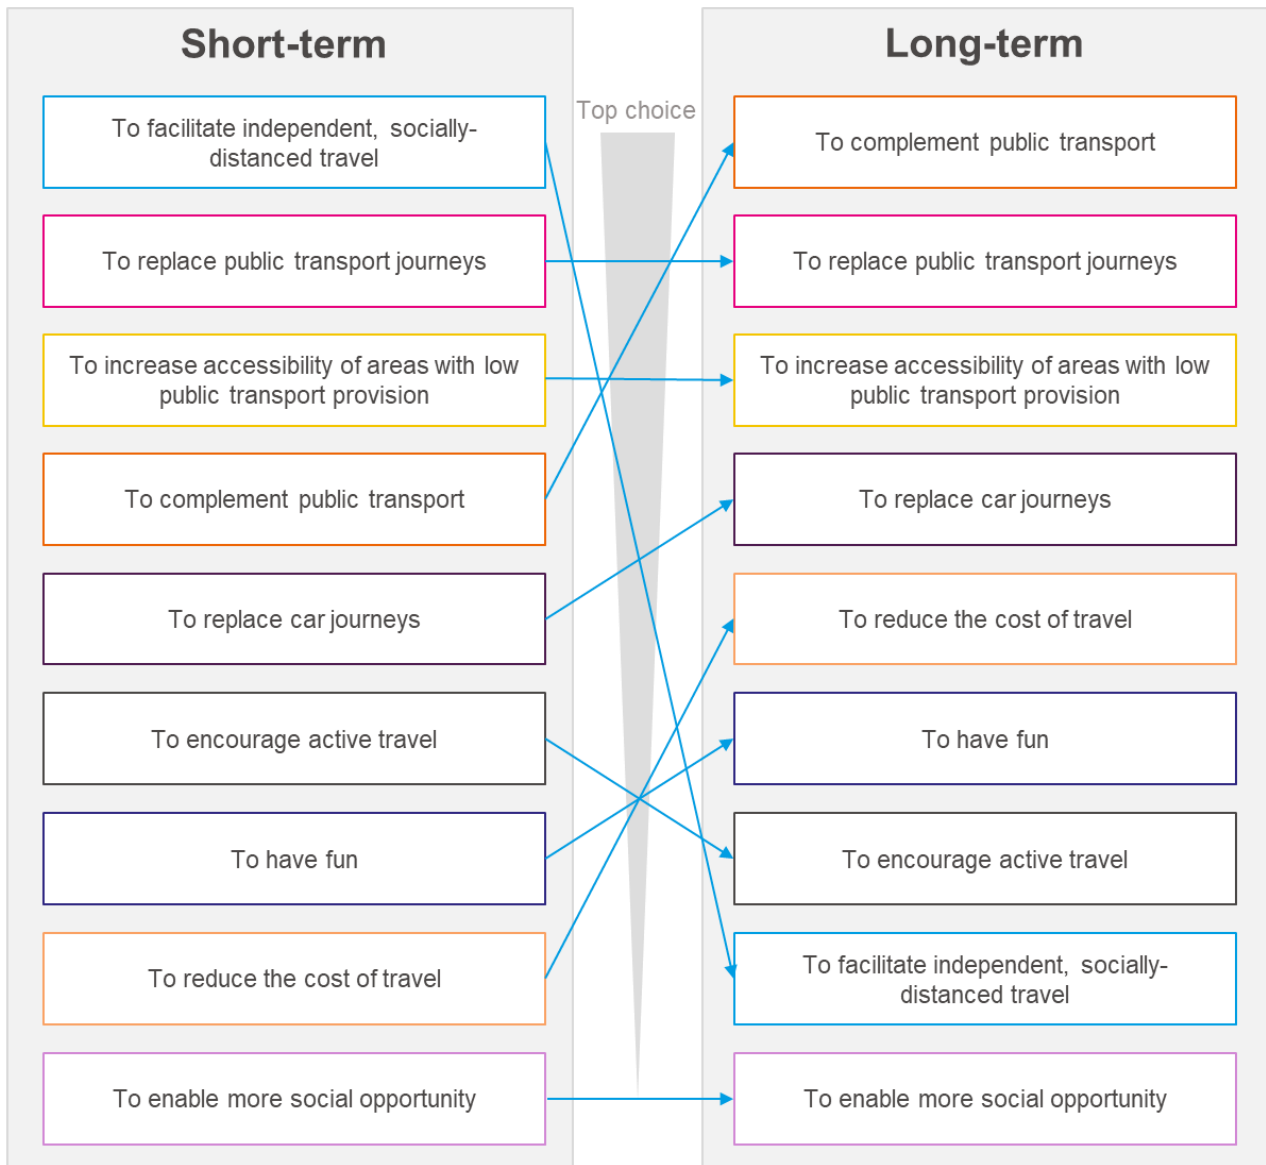 Short-term
To facilitate independent, socially-
distanced travel
To replace public transport journeys
To increase accessibility of areas with low
public transport provision
To complement public transport
To replace car journeys
To encourage active travel
To have fun
To reduce the cost of travel
To enable more social opportunity
Top choice
Long-term
To complement public transport
To replace public transport journeys
To increase accessibility of areas with low
public transport provision
To replace car journeys
To reduce the cost of travel
To have fun
To encourage active travel
To facilitate independent, socially-
distanced travel
To enable more social opportunity